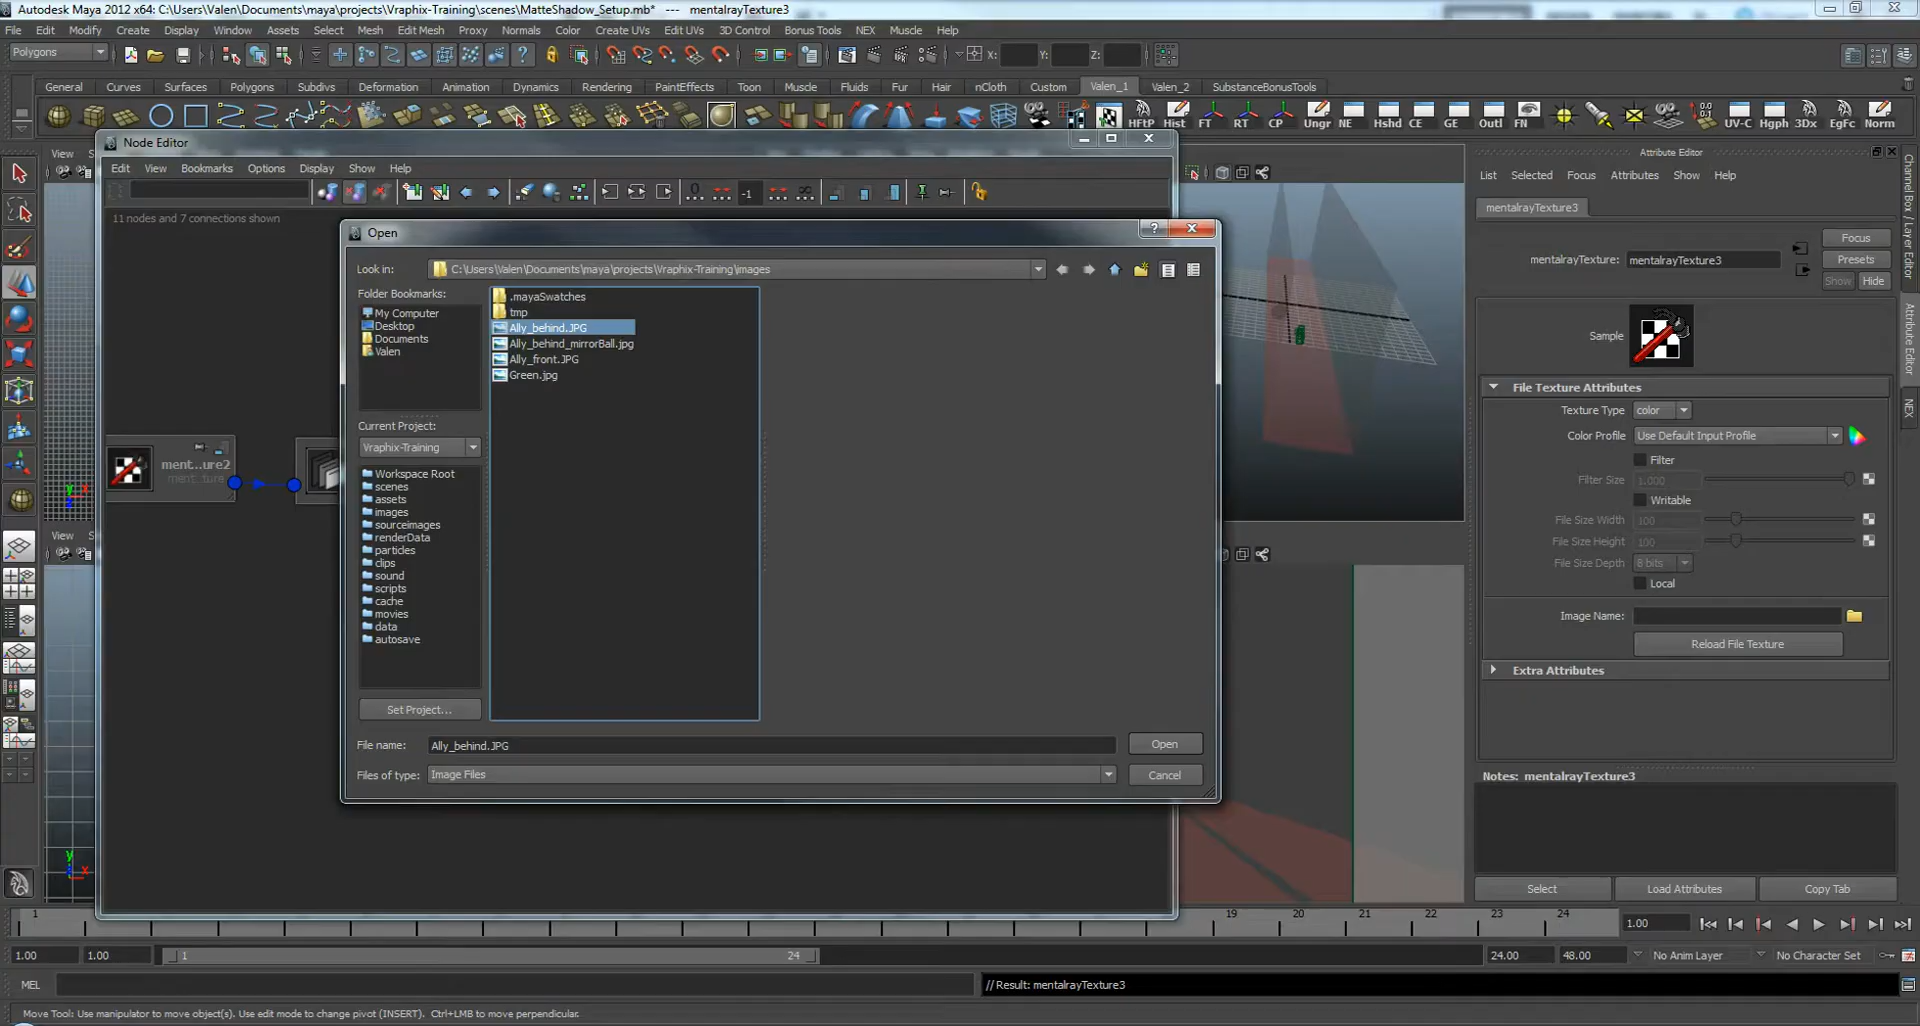 Autodesk Maya 2012 x64: C:\Users\Valen\Documents\maya\projects\Vraphix-Training\scenes\MatteShadow_Setup.mb* --- mentalrayTexture3
File Edit Modify Create Display Window Assets Select Mesh Edit Mesh Proxy Normals Color Create UVs Edit UVs 3D Control Bonus Tools NEX Muscle Help
Polygons X: Y: Z:
General Curves Surfaces Polygons Subdivs Deformation Animation Dynamics Rendering PaintEffects Toon Muscle Fluids Fur Hair nCloth Custom Valen_1 Valen_2 SubstanceBonusTools
HFtP Hist FT RT CP Ungr NE Hshd CE GE Outl FN UV-C Hgph 3Dx EgFc Norm
View Node Editor
Edit View Bookmarks Options Display Show Help
-1
11 nodes and 7 connections shown
Open
Look in: C:\Users\Valen\Documents\maya\projects\Vraphix-Training\images
Folder Bookmarks:
My Computer
Desktop
Documents
Valen
.mayaSwatches
tmp
Ally_behind.JPG
Ally_behind_mirrorBall.jpg
Ally_front.JPG
Green.jpg
Current Project:
Vraphix-Training
Workspace Root
scenes
assets
images
sourceimages
renderData
particles
clips
sound
scripts
cache
movies
data
autosave
Set Project...
File name: Ally_behind.JPG Open
Files of type: Image Files Cancel
ment...ure2
ment...ture
View
y
x
y
x
Attribute Editor
List Selected Focus Attributes Show Help
mentalrayTexture3
Focus
mentalrayTexture: mentalrayTexture3 Presets
Show Hide
Sample
File Texture Attributes
Texture Type color
Color Profile Use Default Input Profile
Filter
Filter Size 1.000
Writable
File Size Width 100
File Size Height 100
File Size Depth 8 bits
Local
Image Name:
Reload File Texture
Extra Attributes
Notes: mentalrayTexture3
Select Load Attributes Copy Tab
Channel Box / Layer Editor
Attribute Editor
NEX
1 19 20 21 22 23 24 1.00
1.00 1.00 1 24 24.00 48.00 No Anim Layer No Character Set
MEL // Result: mentalrayTexture3
Move Tool: Use manipulator to move object(s). Use edit mode to change pivot (INSERT). Ctrl+LMB to move perpendicular.